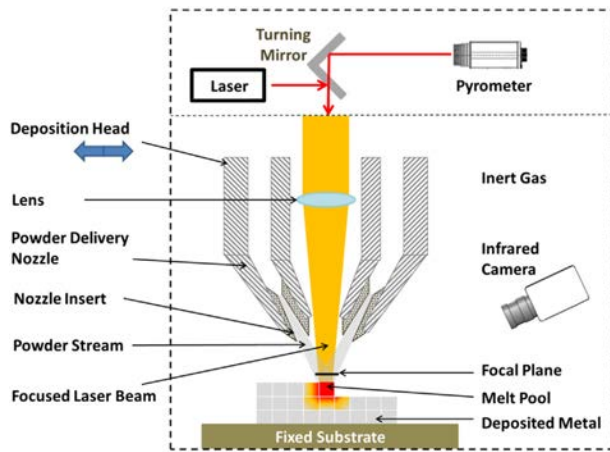 Turning
Mirror
Laser
Pyrometer
Deposition Head
Inert Gas
Lens
Powder Delivery
Nozzle
Infrared
Camera
Nozzle Insert
Powder Stream
Focal Plane
Focused Laser Beam
Melt Pool
Deposited Metal
Fixed Substrate